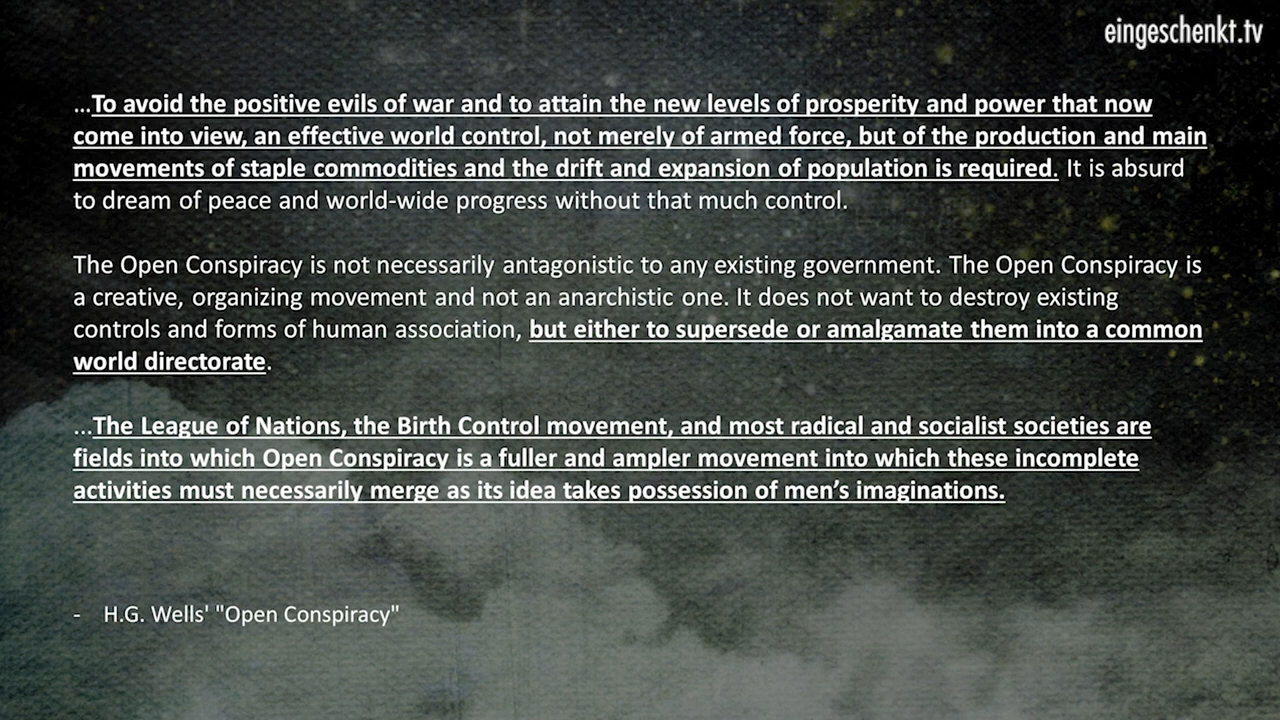 eingeschenkt.tv
...To avoid the positive evils of war and to attain the new levels of prosperity and power that now
come into view, an effective world control, not merely of armed force, but of the production and main
movements of staple commodities and the drift and expansion of population is required. It is absurd
to dream of peace and world-wide progress without that much control.
The Open Conspiracy is not necessarily antagonistic to any existing government. The Open Conspiracy is
a creative, organizing movement and not an anarchistic one. It does not want to destroy existing
controls and forms of human association, but either to supersede or amalgamate them into a common
world directorate.
...The League of Nations, the Birth Control movement, and most radical and socialist societies are
fields into which Open Conspiracy is a fuller and ampler movement into which these incomplete
activities must necessarily merge as its idea takes possession of men’s imaginations.
- H.G. Wells' "Open Conspiracy"